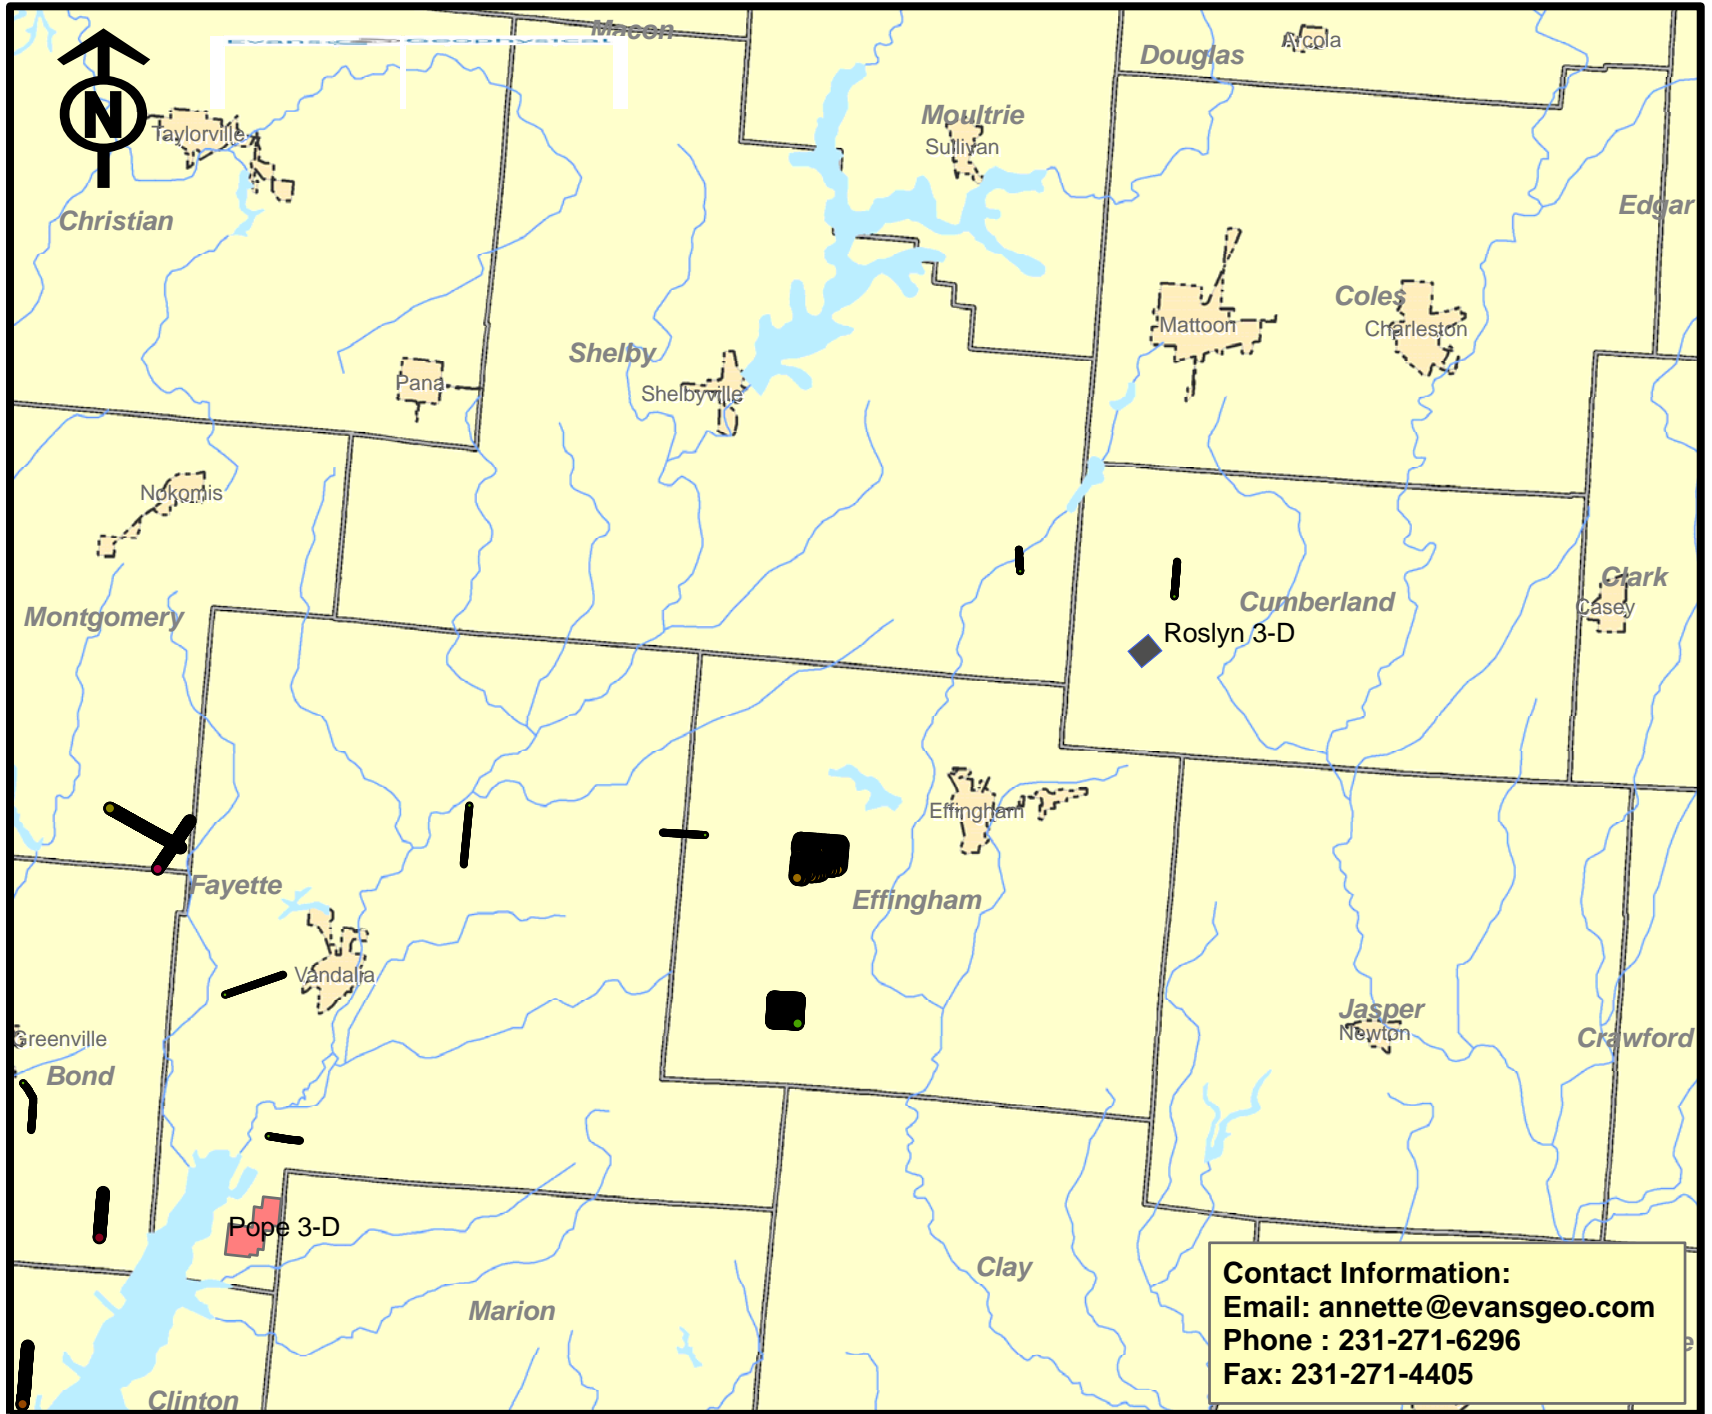 Macon
Evans Geophysical
Arcola
Douglas
N
Moultrie
Taylorville
Sullivan
Edgar
Christian
Coles
Mattoon
Charleston
Shelby
Pana
Shelbyville
Nokomis
Clark
Cumberland
Casey
Montgomery
Roslyn 3-D
Effingham
Fayette
Effingham
Vandalia
Jasper
Newton
Greenville
Crawford
Bond
Pope 3-D
Clay
Marion
Clinton
Contact Information:
Email: annette@evansgeo.com
Phone : 231-271-6296
Fax: 231-271-4405